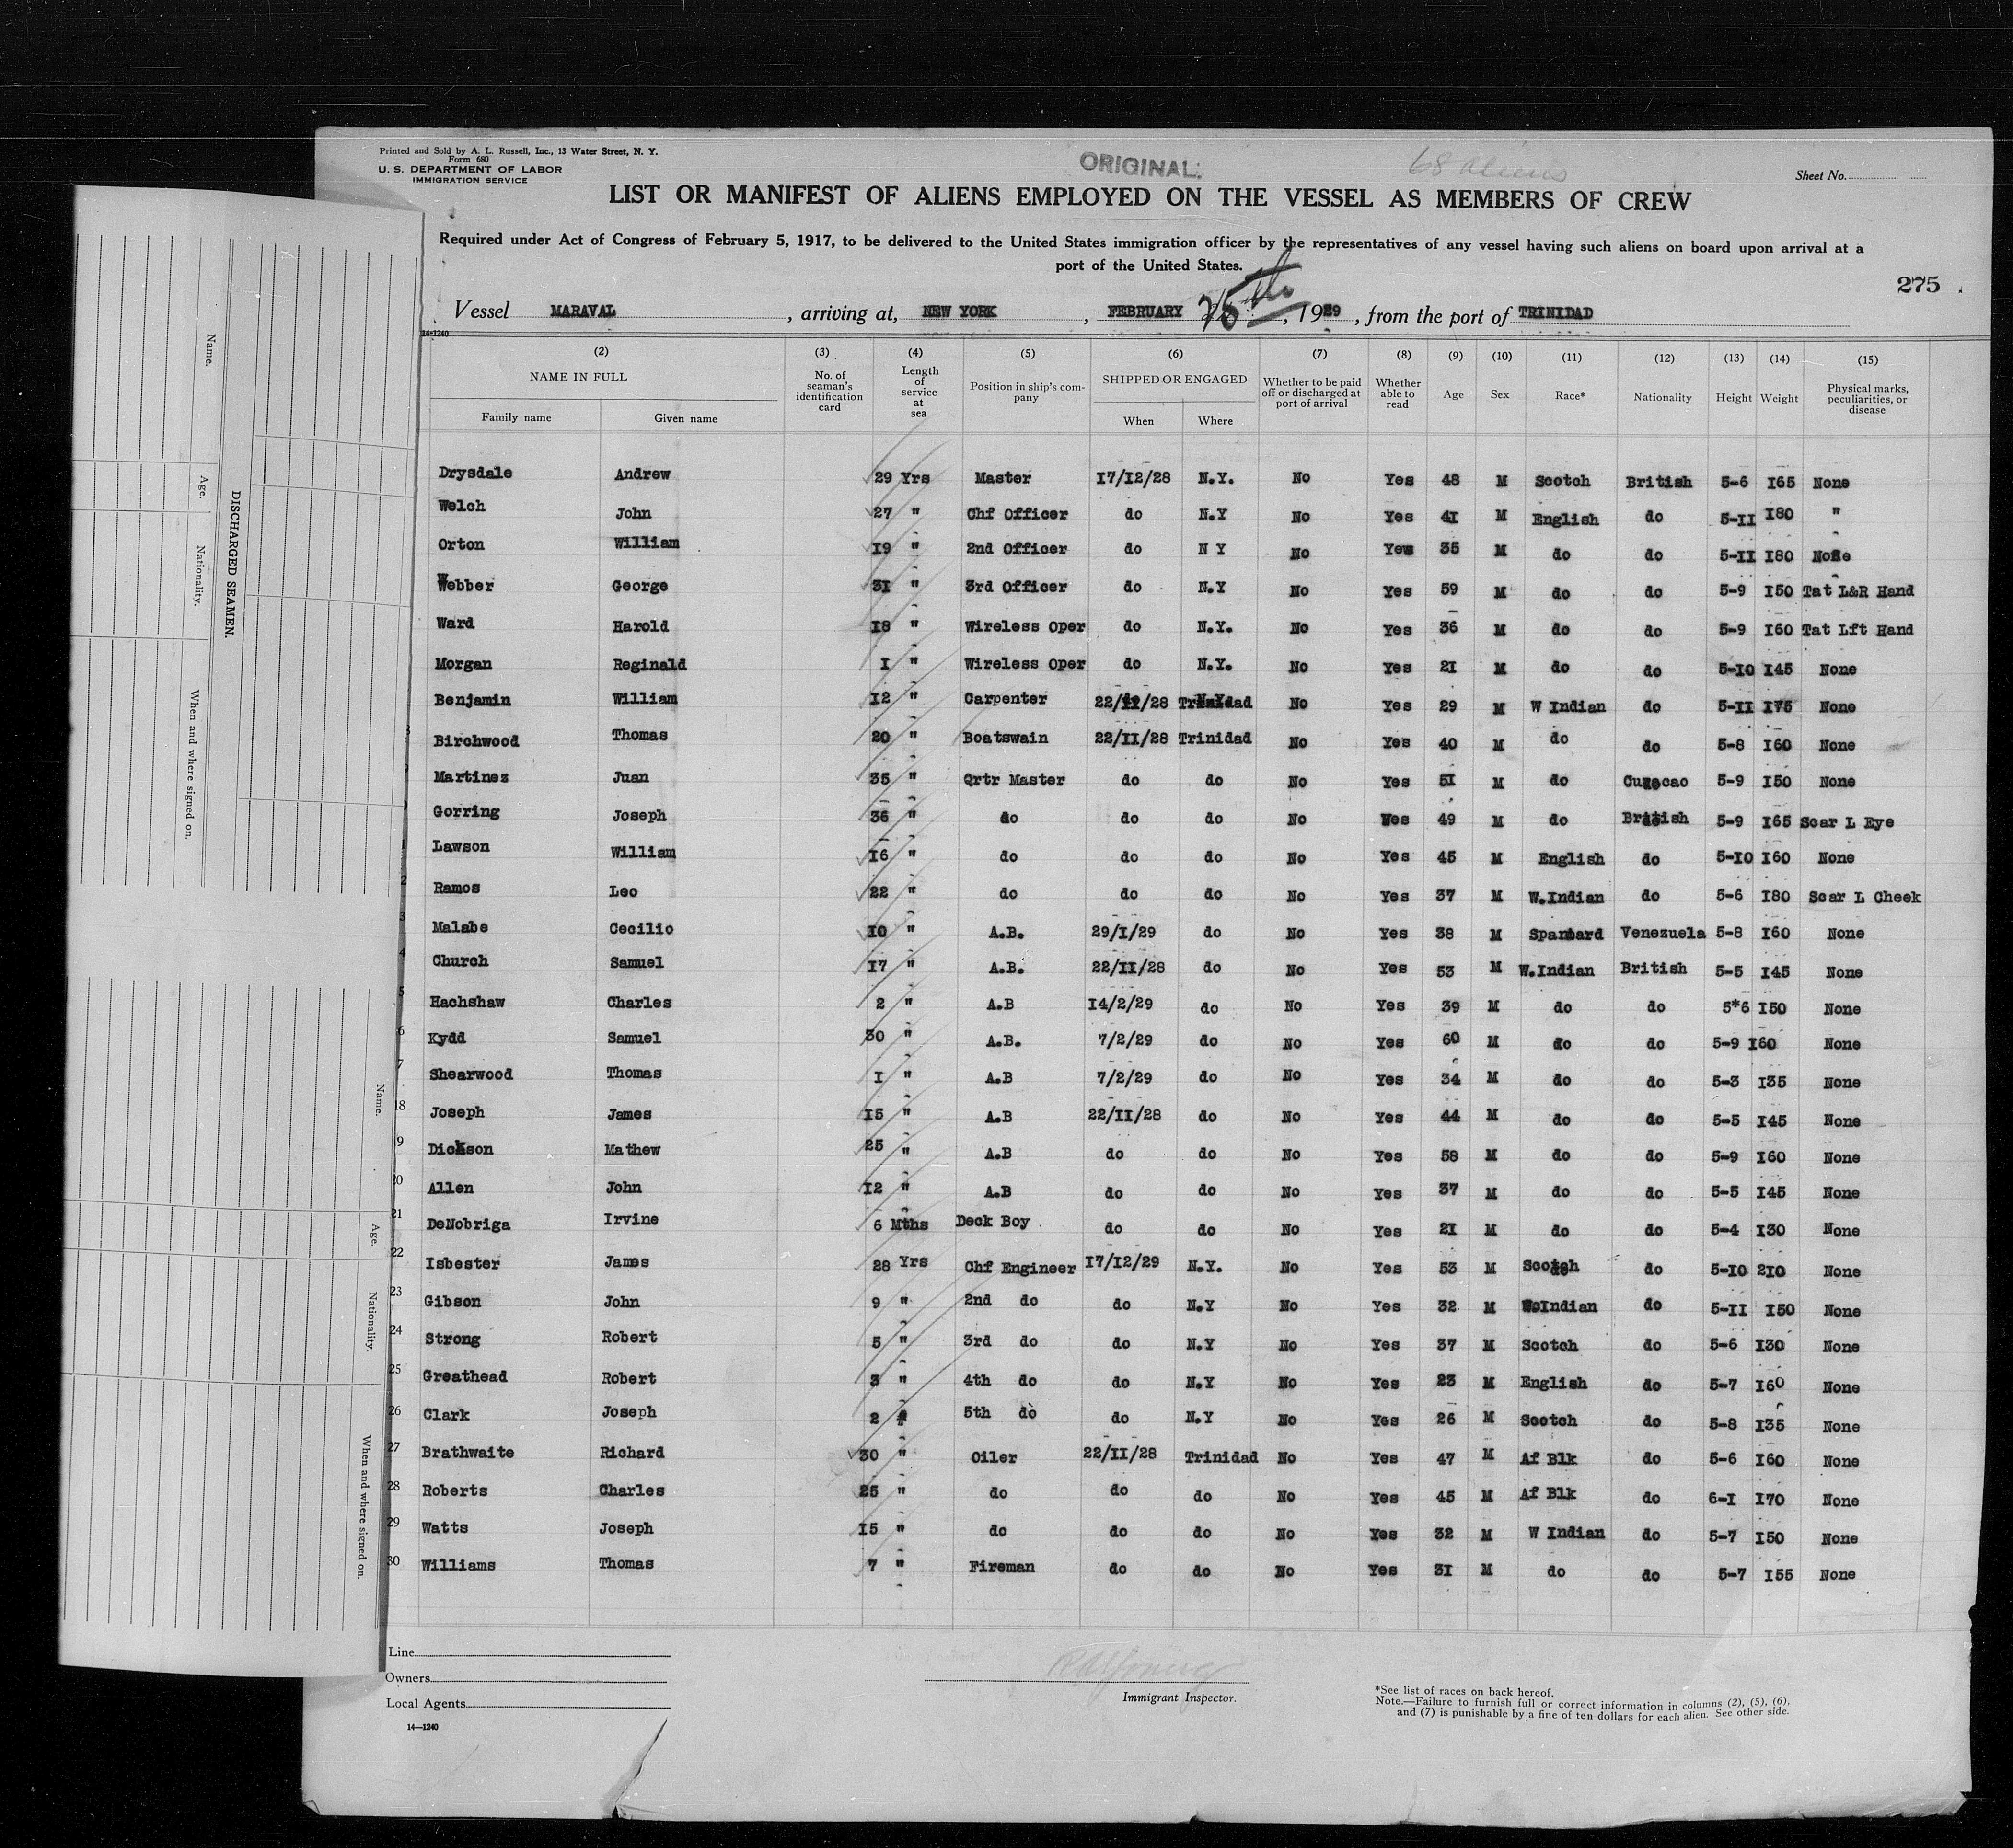 Printed and Sold by A. L. Russell, Inc., 13 Water Street, N. Y.
Form 680
U. S. DEPARTMENT OF LABOR
IMMIGRATION SERVICE
ORIGINAL.
68 aliens
Sheet No.
LIST OR MANIFEST OF ALIENS EMPLOYED ON THE VESSEL AS MEMBERS OF CREW
Required under Act of Congress of February 5, 1917, to be delivered to the United States immigration officer by the representatives of any vessel having such aliens on board upon arrival at a
port of the United States.
275
Vessel MARAVAL, arriving at, NEW YORK, FEBRUARY 25th, 1929, from the port of TRINIDAD
14-1240
(2) (3) (4) (5) (6) (7) (8) (9) (10) (11) (12) (13) (14) (15)
NAME IN FULL
Family name Given name
No. of seaman's identification card
Length of service at sea
Position in ship's company
SHIPPED OR ENGAGED
When Where
Whether to be paid off or discharged at port of arrival
Whether able to read
Age Sex Race* Nationality Height Weight
Physical marks, peculiarities, or disease
Drysdale Andrew 29 Yrs Master 17/12/28 N.Y. No Yes 48 M Scotch British 5-6 165 None
Welch John 27 " Chf Officer do N.Y No Yes 41 M English do 5-11 180 "
Orton William 19 " 2nd Officer do N Y No Yes 35 M do do 5-11 180 None
Webber George 31 " 3rd Officer do N.Y No Yes 59 M do do 5-9 150 Tat L&R Hand
Ward Harold 18 " Wireless Oper do N.Y. No Yes 36 M do do 5-9 160 Tat Lft Hand
Morgan Reginald 1 " Wireless Oper do N.Y. No Yes 21 M do do 5-10 145 None
Benjamin William 12 " Carpenter 22/11/28 Trinidad No Yes 29 M W Indian do 5-11 175 None
Birchwood Thomas 20 " Boatswain 22/11/28 Trinidad No Yes 40 M do do 5-8 160 None
Martinez Juan 35 " Qrtr Master do do No Yes 51 M do Curacao 5-9 150 None
Gorring Joseph 36 " do do do No Yes 49 M do British 5-9 165 Scar L Eye
Lawson William 16 " do do do No Yes 45 M English do 5-10 160 None
Ramos Leo 22 " do do do No Yes 37 M W.Indian do 5-6 180 Scar L Cheek
Malabe Cecilio 10 " A.B. 29/1/29 do No Yes 38 M Spaniard Venezuela 5-8 160 None
Church Samuel 17 " A.B. 22/11/28 do No Yes 53 M W.Indian British 5-5 145 None
Hachshaw Charles 2 " A.B 14/2/29 do No Yes 39 M do do 5*6 150 None
Kydd Samuel 30 " A.B. 7/2/29 do No Yes 60 M do do 5-9 160 None
Shearwood Thomas 1 " A.B 7/2/29 do No Yes 34 M do do 5-3 135 None
18 Joseph James 15 " A.B 22/11/28 do No Yes 44 M do do 5-5 145 None
9 Dickson Mathew 25 " A.B do do No Yes 58 M do do 5-9 160 None
20 Allen John 12 " A.B do do No Yes 37 M do do 5-5 145 None
21 DeNobriga Irvine 6 Mths Deck Boy do do No Yes 21 M do do 5-4 130 None
22 Isbester James 28 Yrs Chf Engineer 17/12/29 N.Y. No Yes 53 M Scotch do 5-10 210 None
23 Gibson John 9 " 2nd do do N.Y No Yes 32 M W.Indian do 5-11 150 None
24 Strong Robert 5 " 3rd do do N.Y No Yes 37 M Scotch do 5-6 130 None
25 Greathead Robert 3 " 4th do do N.Y No Yes 23 M English do 5-7 160 None
26 Clark Joseph 2 " 5th do do N.Y No Yes 26 M Scotch do 5-8 135 None
27 Brathwaite Richard 30 " Oiler 22/11/28 Trinidad No Yes 47 M Af Blk do 5-6 160 None
28 Roberts Charles 25 " do do do No Yes 45 M Af Blk do 6-1 170 None
29 Watts Joseph 15 " do do do No Yes 32 M W Indian do 5-7 150 None
30 Williams Thomas 7 " Fireman do do No Yes 31 M do do 5-7 155 None
Line
Owners
Local Agents
14—1240
Immigrant Inspector.
*See list of races on back hereof.
Note.—Failure to furnish full or correct information in columns (2), (5), (6),
and (7) is punishable by a fine of ten dollars for each alien. See other side.
DISCHARGED SEAMEN.
Name. Age. Nationality. When and where signed on.
Name. Age. Nationality. When and where signed on.